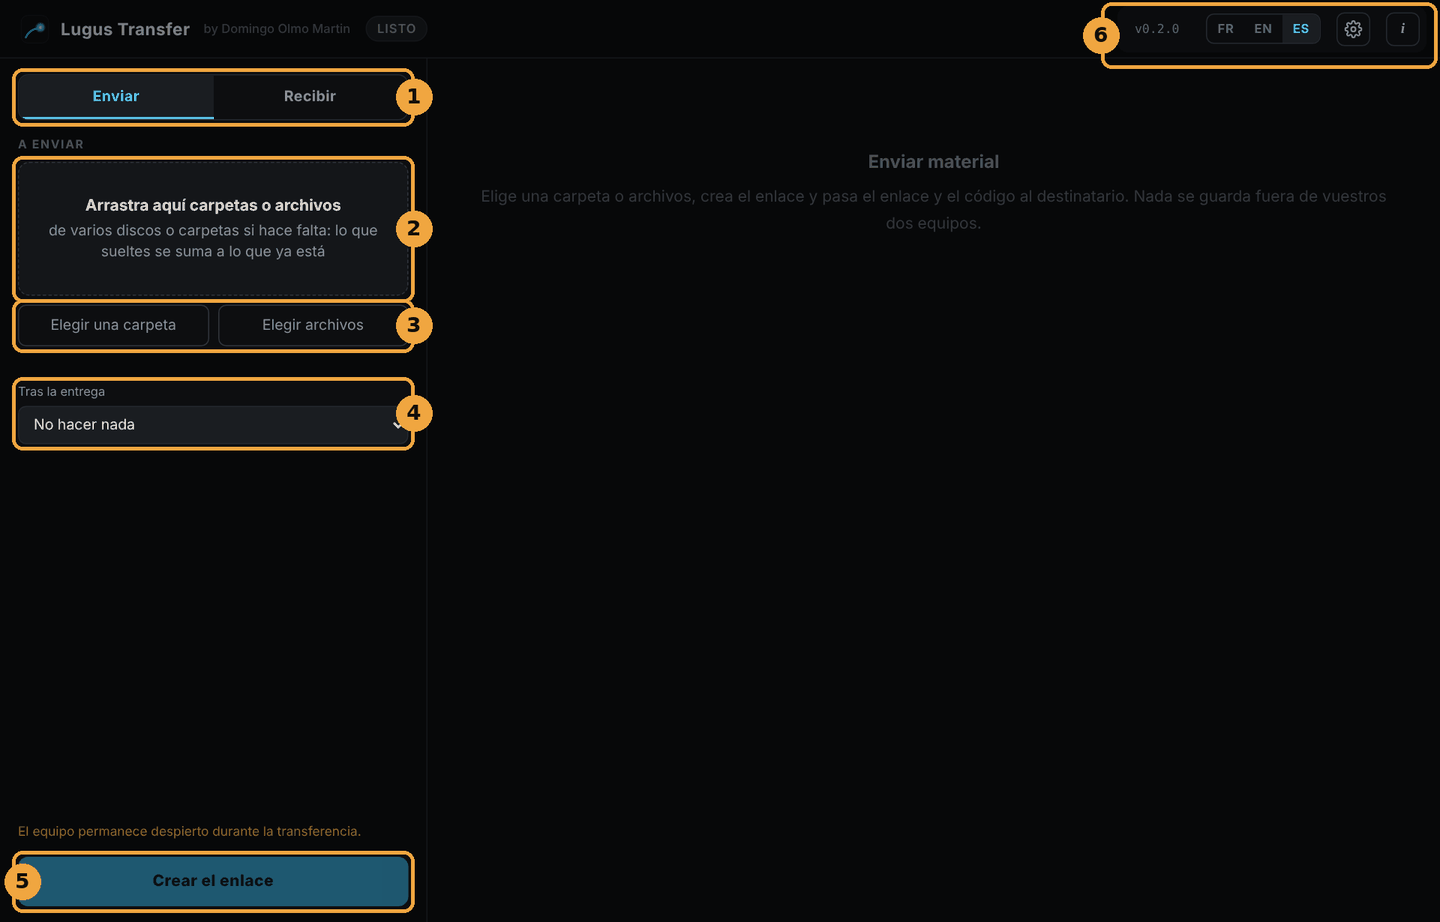 Lugus Transfer by Domingo Olmo Martin LISTO
6 v0.2.0 FR EN ES i
Enviar Recibir 1
A ENVIAR
Arrastra aquí carpetas o archivos
de varios discos o carpetas si hace falta: lo que
sueltes se suma a lo que ya está
2
Elegir una carpeta Elegir archivos 3
Tras la entrega
No hacer nada 4
El equipo permanece despierto durante la transferencia.
5 Crear el enlace
Enviar material
Elige una carpeta o archivos, crea el enlace y pasa el enlace y el código al destinatario. Nada se guarda fuera de vuestros
dos equipos.